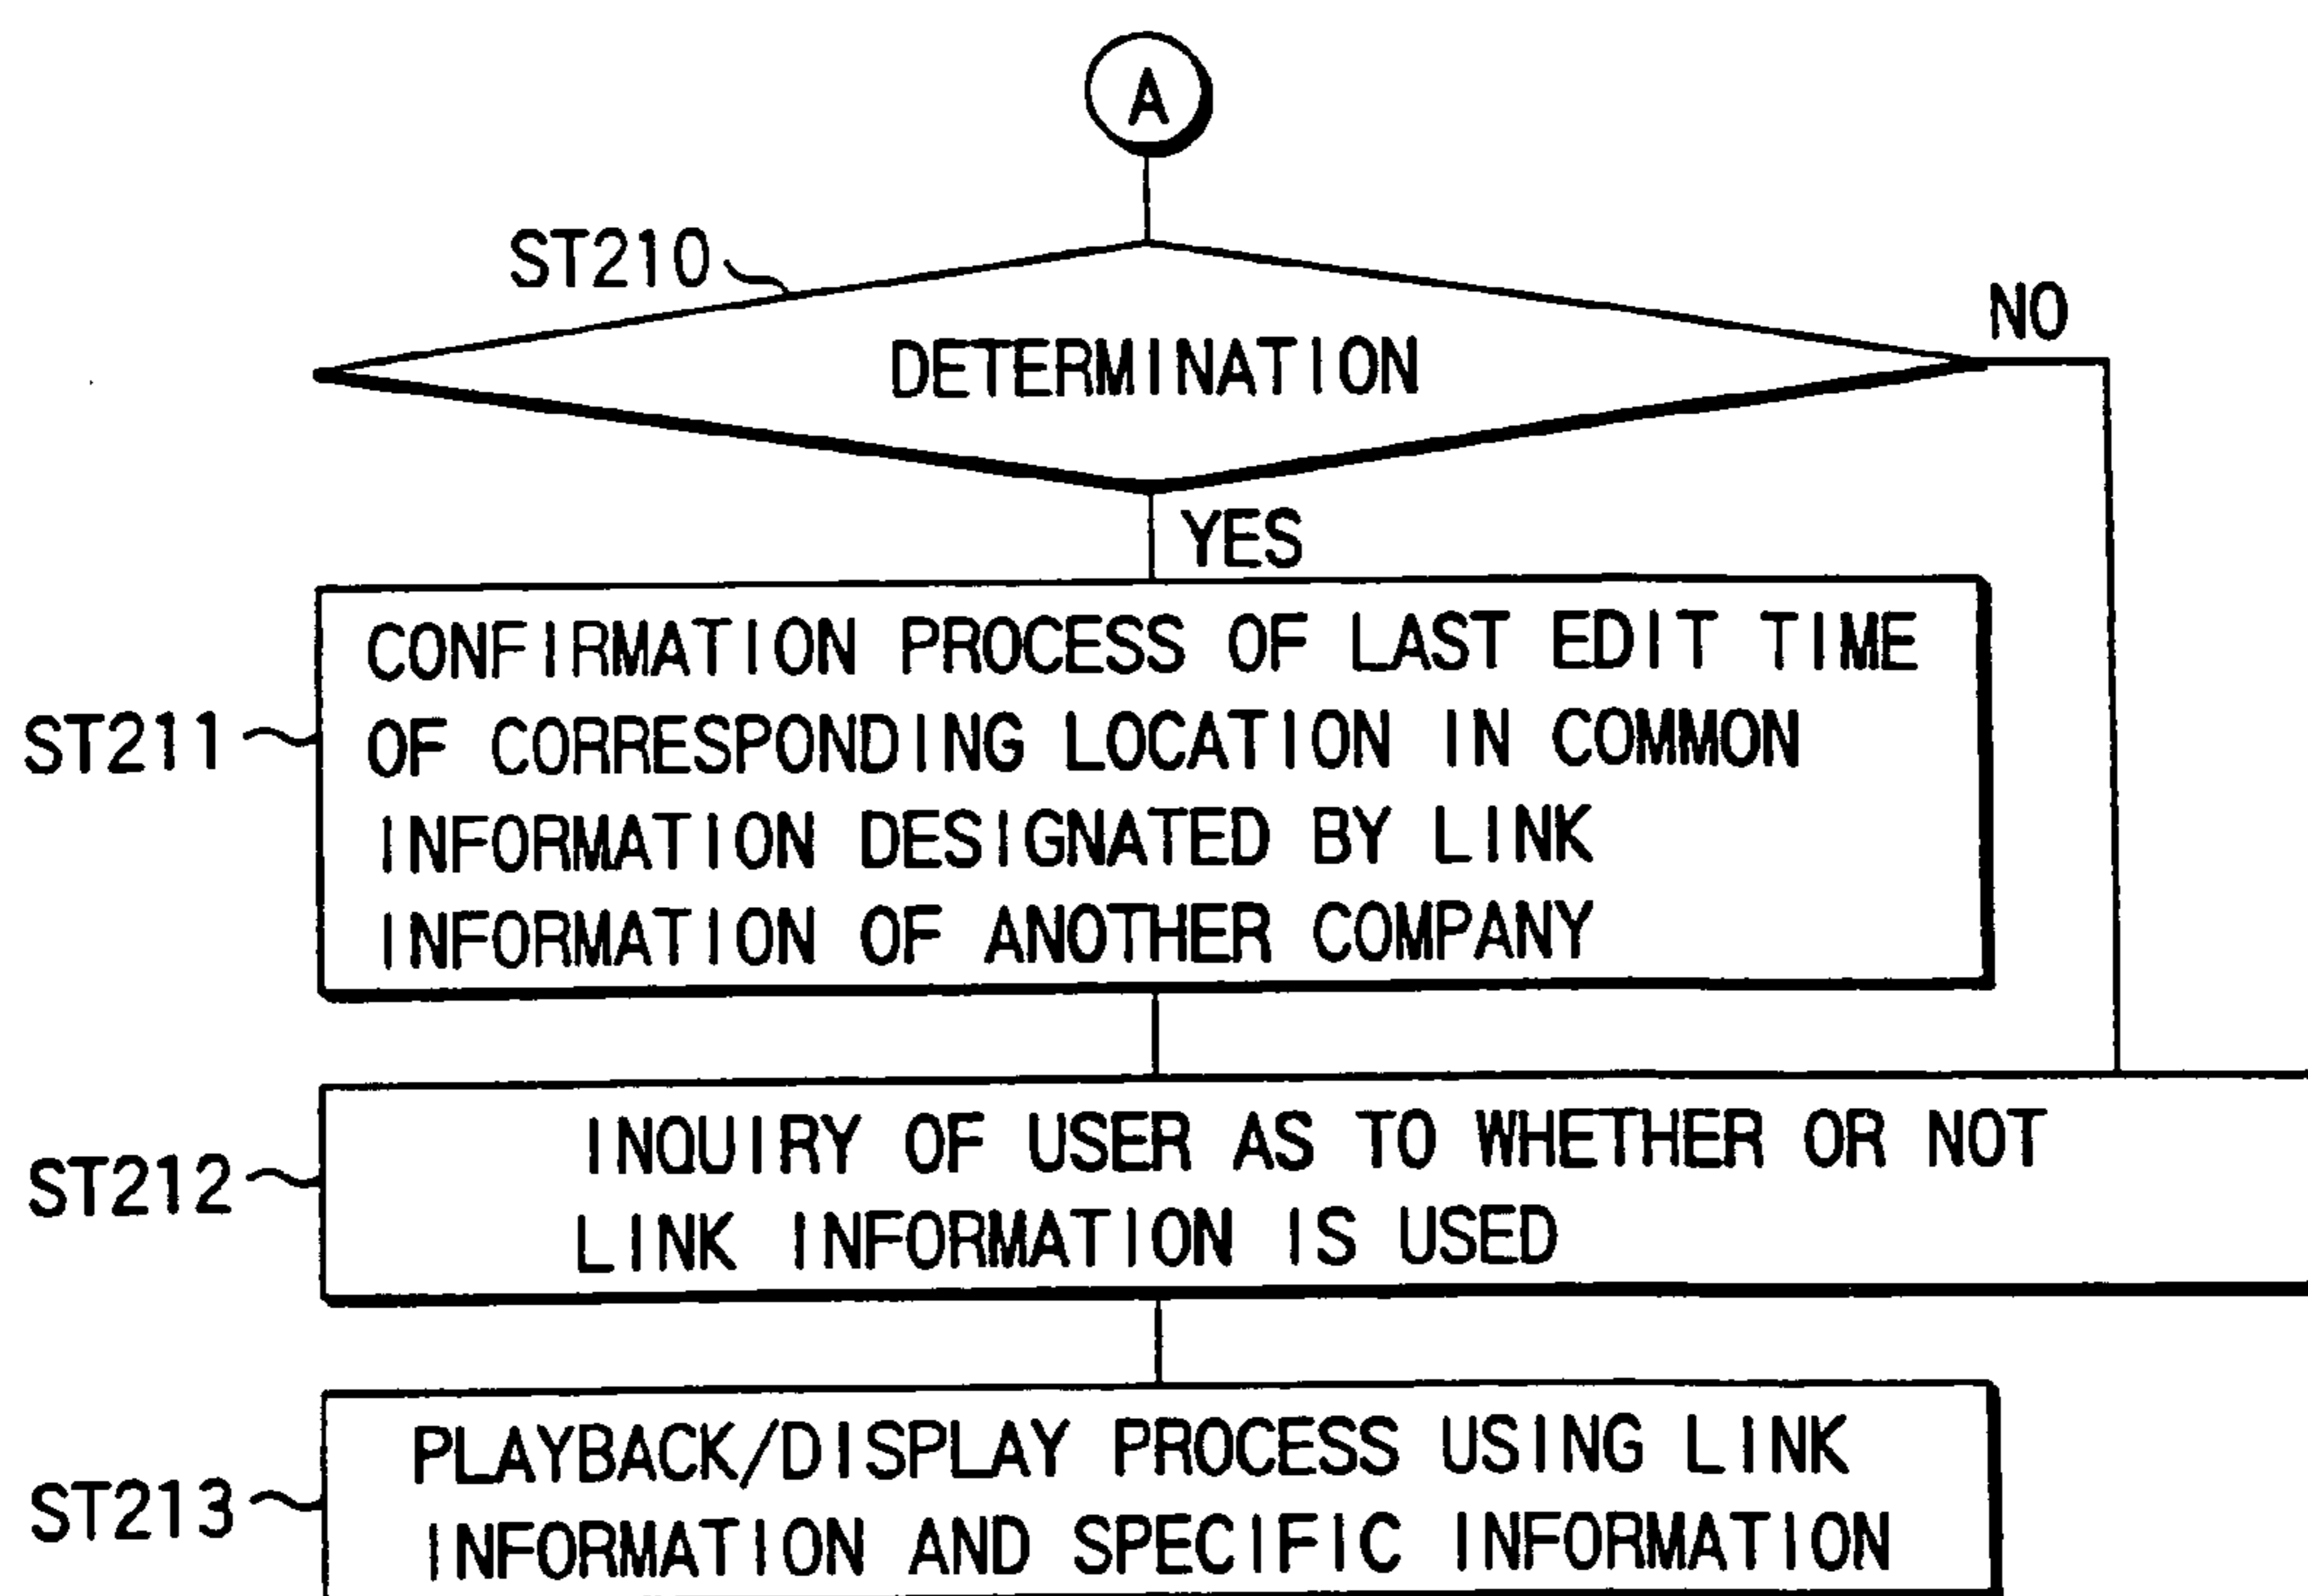 A
ST210
DETERMINATION
NO
YES
ST211
CONFIRMATION PROCESS OF LAST EDIT TIME
OF CORRESPONDING LOCATION IN COMMON
INFORMATION DESIGNATED BY LINK
INFORMATION OF ANOTHER COMPANY
ST212
INQUIRY OF USER AS TO WHETHER OR NOT
LINK INFORMATION IS USED
ST213
PLAYBACK/DISPLAY PROCESS USING LINK
INFORMATION AND SPECIFIC INFORMATION